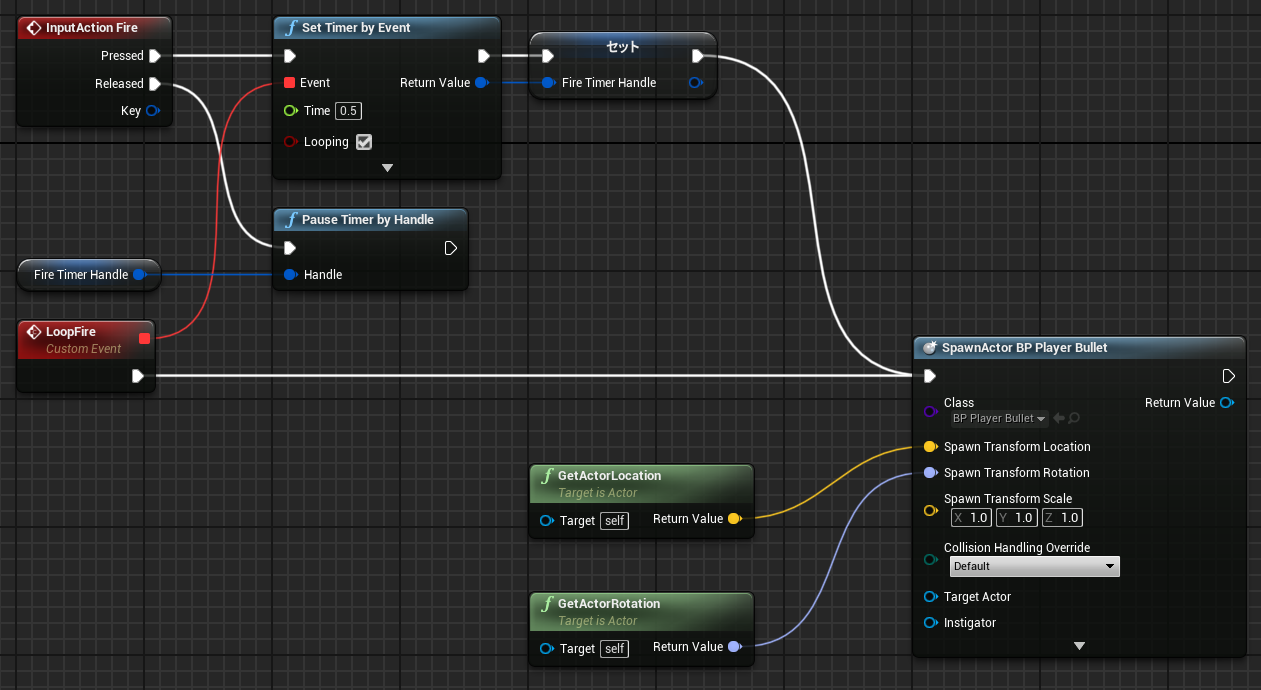 InputAction Fire
Pressed
Released
Key
Set Timer by Event
Event
Return Value
Time 0.5
Looping
セット
Fire Timer Handle
Pause Timer by Handle
Handle
Fire Timer Handle
LoopFire
Custom Event
SpawnActor BP Player Bullet
Class
BP Player Bullet
Return Value
Spawn Transform Location
Spawn Transform Rotation
Spawn Transform Scale
X 1.0 Y 1.0 Z 1.0
Collision Handling Override
Default
Target Actor
Instigator
GetActorLocation
Target is Actor
Target self Return Value
GetActorRotation
Target is Actor
Target self Return Value